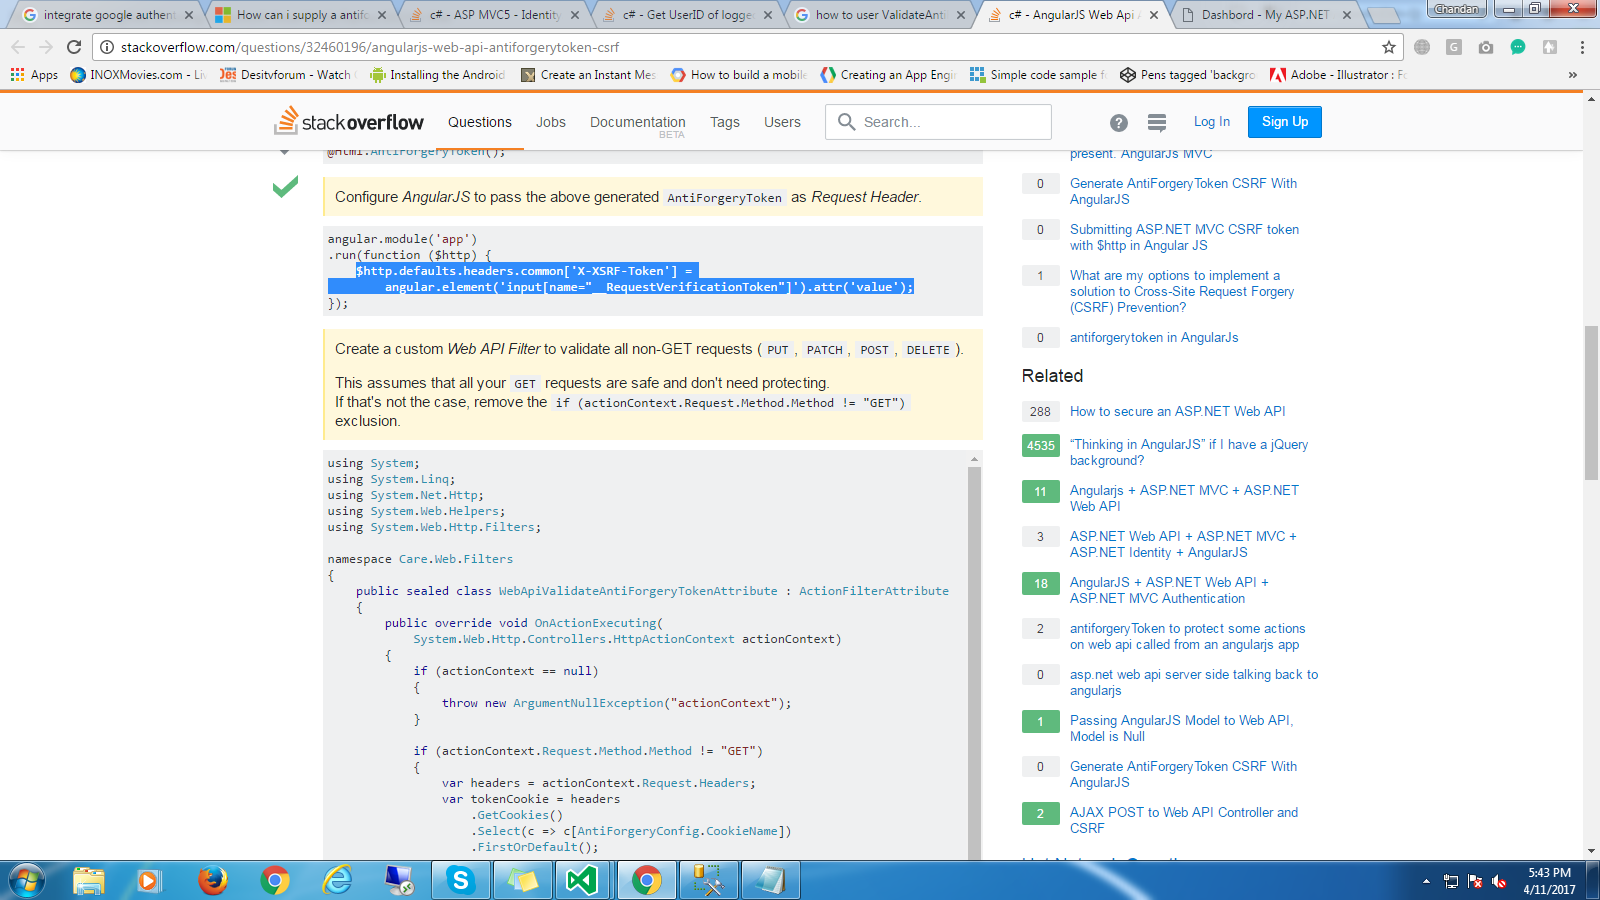 integrate google authent
How can i supply a antifo
c# - ASP MVC5 - Identity
c# - Get UserID of logge
how to user ValidateAnti
c# - AngularJS Web Api A
Dashbord - My ASP.NET
Chandan
stackoverflow.com/questions/32460196/angularjs-web-api-antiforgerytoken-csrf
Apps
INOXMovies.com - Liv
Desitvforum - Watch
Installing the Android
Create an Instant Mes
How to build a mobile
Creating an App Engin
Simple code sample f
Pens tagged 'backgro
Adobe - Illustrator : Fo
»
stackoverflow
Questions
Jobs
Documentation
BETA
Tags
Users
Search...
Log In
Sign Up
@Html.AntiForgeryToken();
Configure AngularJS to pass the above generated AntiForgeryToken as Request Header.
angular.module('app')
.run(function ($http) {
$http.defaults.headers.common['X-XSRF-Token'] =
angular.element('input[name="__RequestVerificationToken"]').attr('value');
});
Create a custom Web API Filter to validate all non-GET requests ( PUT , PATCH , POST , DELETE ).
This assumes that all your GET requests are safe and don't need protecting.
If that's not the case, remove the if (actionContext.Request.Method.Method != "GET")
exclusion.
using System;
using System.Linq;
using System.Net.Http;
using System.Web.Helpers;
using System.Web.Http.Filters;
namespace Care.Web.Filters
{
public sealed class WebApiValidateAntiForgeryTokenAttribute : ActionFilterAttribute
{
public override void OnActionExecuting(
System.Web.Http.Controllers.HttpActionContext actionContext)
{
if (actionContext == null)
{
throw new ArgumentNullException("actionContext");
}
if (actionContext.Request.Method.Method != "GET")
{
var headers = actionContext.Request.Headers;
var tokenCookie = headers
.GetCookies()
.Select(c => c[AntiForgeryConfig.CookieName])
.FirstOrDefault();
present. AngularJs MVC
0 Generate AntiForgeryToken CSRF With
AngularJS
0 Submitting ASP.NET MVC CSRF token
with $http in Angular JS
1 What are my options to implement a
solution to Cross-Site Request Forgery
(CSRF) Prevention?
0 antiforgerytoken in AngularJs
Related
288 How to secure an ASP.NET Web API
4535 “Thinking in AngularJS” if I have a jQuery
background?
11 Angularjs + ASP.NET MVC + ASP.NET
Web API
3 ASP.NET Web API + ASP.NET MVC +
ASP.NET Identity + AngularJS
18 AngularJS + ASP.NET Web API +
ASP.NET MVC Authentication
2 antiforgeryToken to protect some actions
on web api called from an angularjs app
0 asp.net web api server side talking back to
angularjs
1 Passing AngularJS Model to Web API,
Model is Null
0 Generate AntiForgeryToken CSRF With
AngularJS
2 AJAX POST to Web API Controller and
CSRF
5:43 PM
4/11/2017